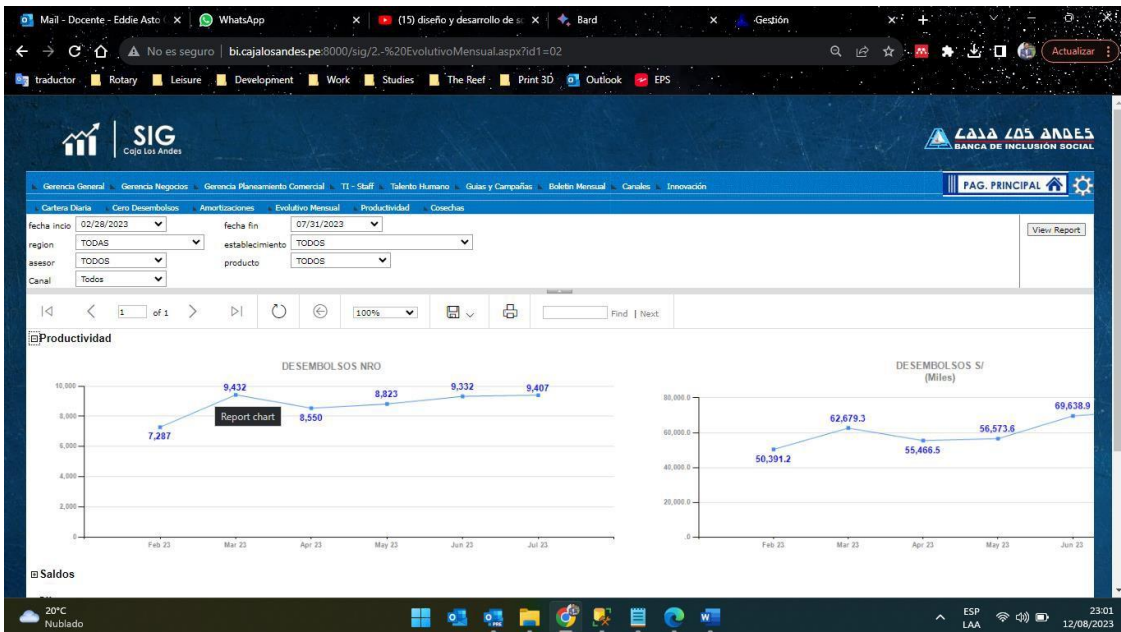 Mail - Docente - Eddie Asto
WhatsApp
(15) diseño y desarrollo de
Bard
Gestión
No es seguro | bi.cajalosandes.pe:8000/sig/2.-%20EvolutivoMensual.aspx?id1=02
Actualizar
traductor Rotary Leisure Development Work Studies The Reef Print 3D Outlook EPS
SIG
Caja Los Andes
CAJA LOS ANDES
BANCA DE INCLUSIÓN SOCIAL
Gerencia General Gerencia Negocios Gerencia Planeamiento Comercial TI - Staff Talento Humano Guias y Campañas Boletin Mensual Canales Innovación
PAG. PRINCIPAL
Cartera Diaria Cero Desembolsos Amortizaciones Evolutivo Mensual Productividad Cosechas
fecha incio 02/28/2023 fecha fin 07/31/2023
View Report
region TODAS establecimiento TODOS
asesor TODOS producto TODOS
Canal Todos
1 of 1 100% Find | Next
Productividad
DESEMBOLSOS NRO
10,000
8,000
6,000
4,000
2,000
0
7,287
9,432
8,550
8,823
9,332
9,407
Report chart
Feb 23 Mar 23 Apr 23 May 23 Jun 23 Jul 23
DESEMBOLSOS S/
(Miles)
80,000.0
60,000.0
40,000.0
20,000.0
.0
50,391.2
62,679.3
55,466.5
56,573.6
69,638.9
Feb 23 Mar 23 Apr 23 May 23 Jun 23
Saldos
20°C
Nublado
ESP
LAA
23:01
12/08/2023